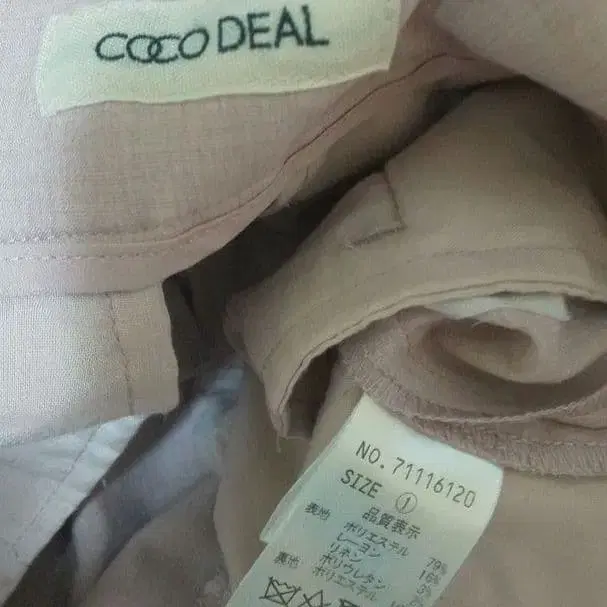 COCO DEAL
NO. 71116120
SIZE ①
品質表示
表地 ポリエステル 79%
レーヨン 16%
リネン 3%
ポリウレタン
裏地 ポリエステル